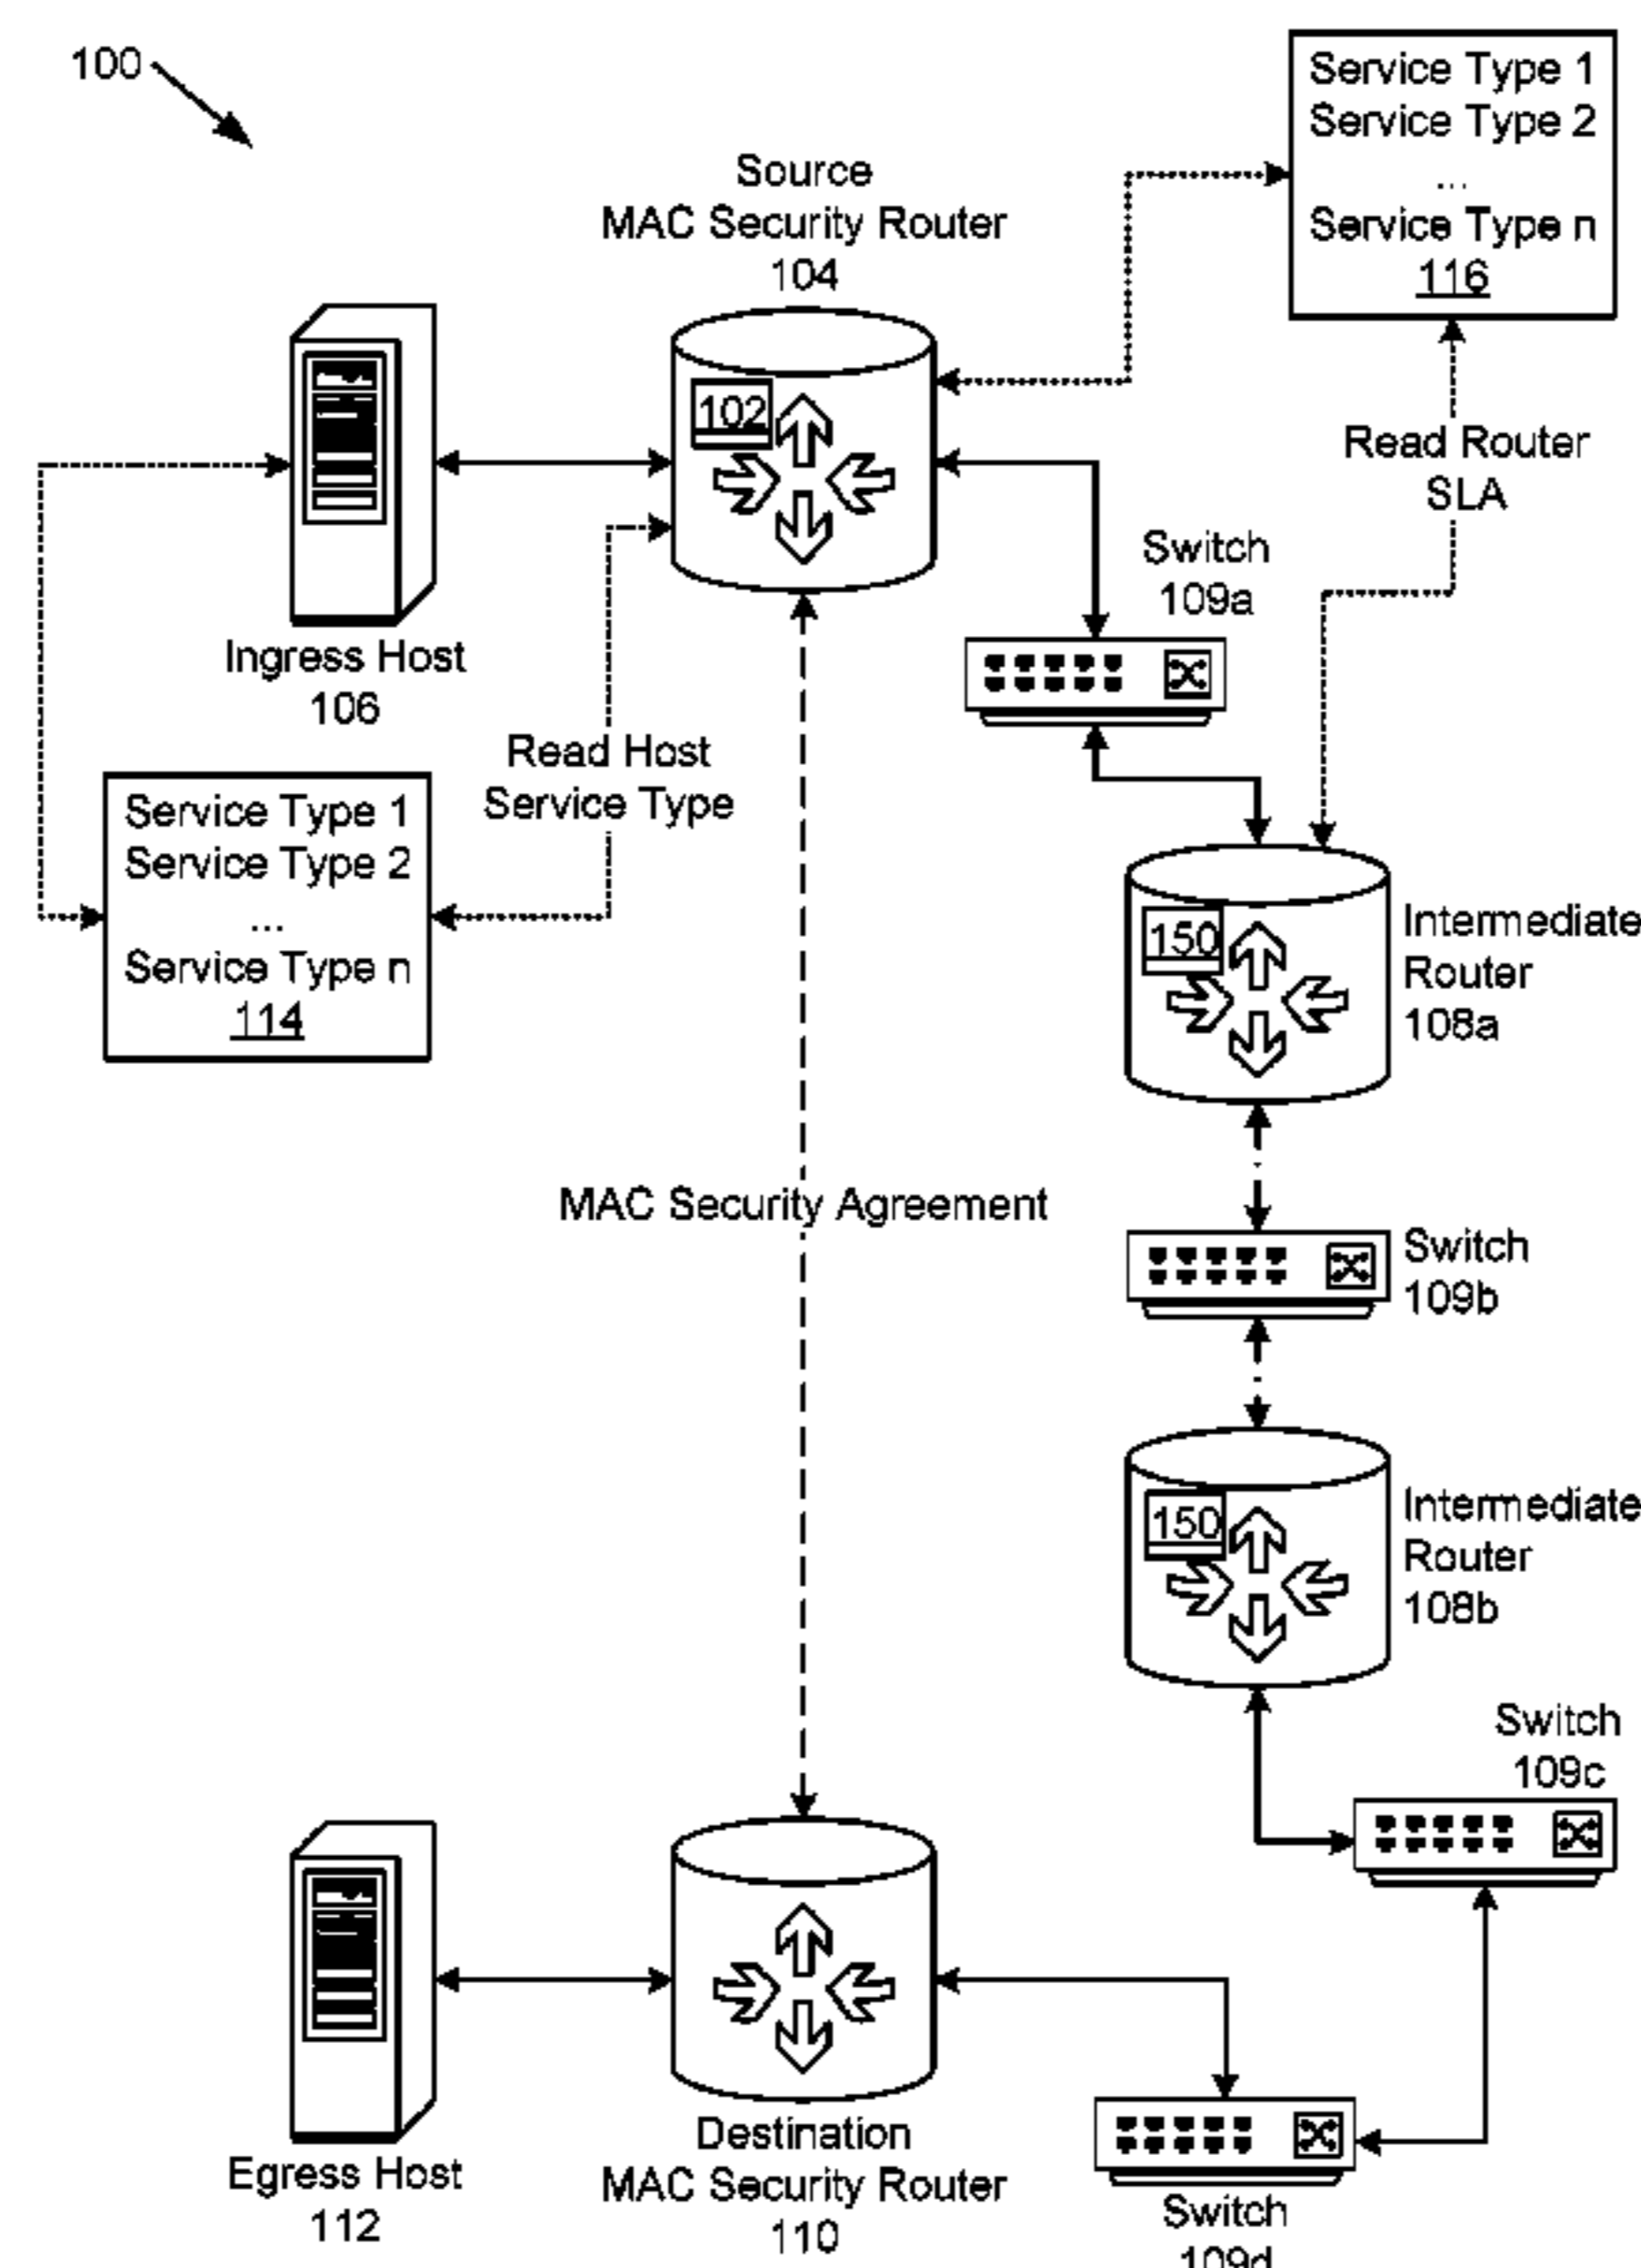 100
Service Type 1
Service Type 2
...
Service Type n
116
Source
MAC Security Router
104
102
Read Router
SLA
Switch
109a
Ingress Host
106
Read Host
Service Type
Service Type 1
Service Type 2
...
Service Type n
114
150
Intermediate
Router
108a
MAC Security Agreement
Switch
109b
150
Intermediate
Router
108b
Switch
109c
Egress Host
112
Destination
MAC Security Router
110
Switch
109d